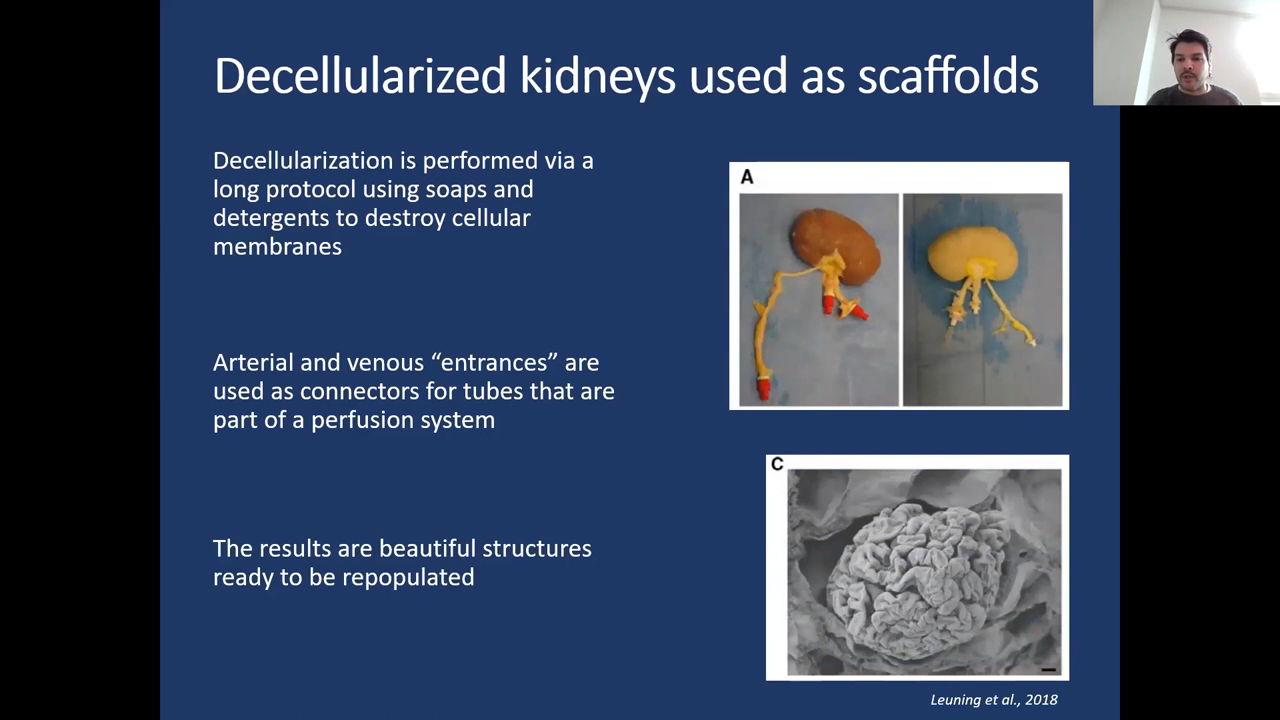 Decellularized kidneys used as scaffolds
Decellularization is performed via a
long protocol using soaps and
detergents to destroy cellular
membranes
Arterial and venous “entrances” are
used as connectors for tubes that are
part of a perfusion system
The results are beautiful structures
ready to be repopulated
A
C
Leuning et al., 2018